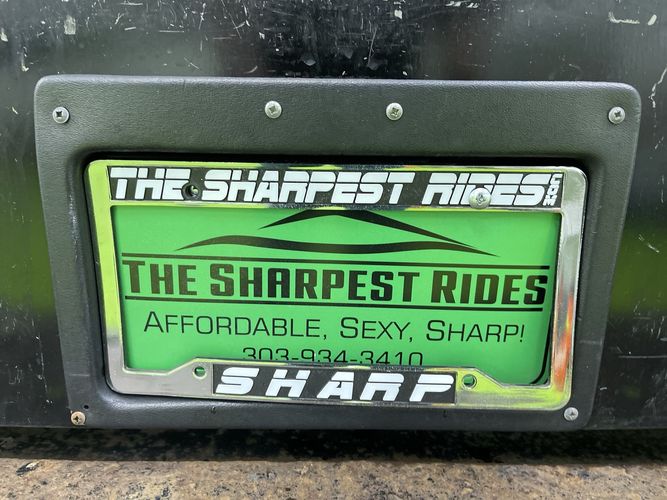 THE SHARPEST RIDES.COM
THE SHARPEST RIDES
AFFORDABLE, SEXY, SHARP!
303-934-3410
SHARP